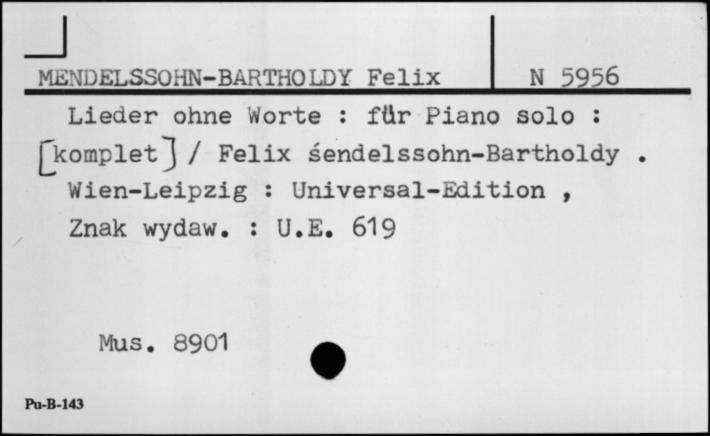 MENDELSSOHN-BARTHOLDY Felix N 5956
Lieder ohne Worte : für Piano solo :
[komplet] / Felix śendelssohn-Bartholdy .
Wien-Leipzig : Universal-Edition ,
Znak wydaw. : U.E. 619
Mus. 8901
Pu-B-143